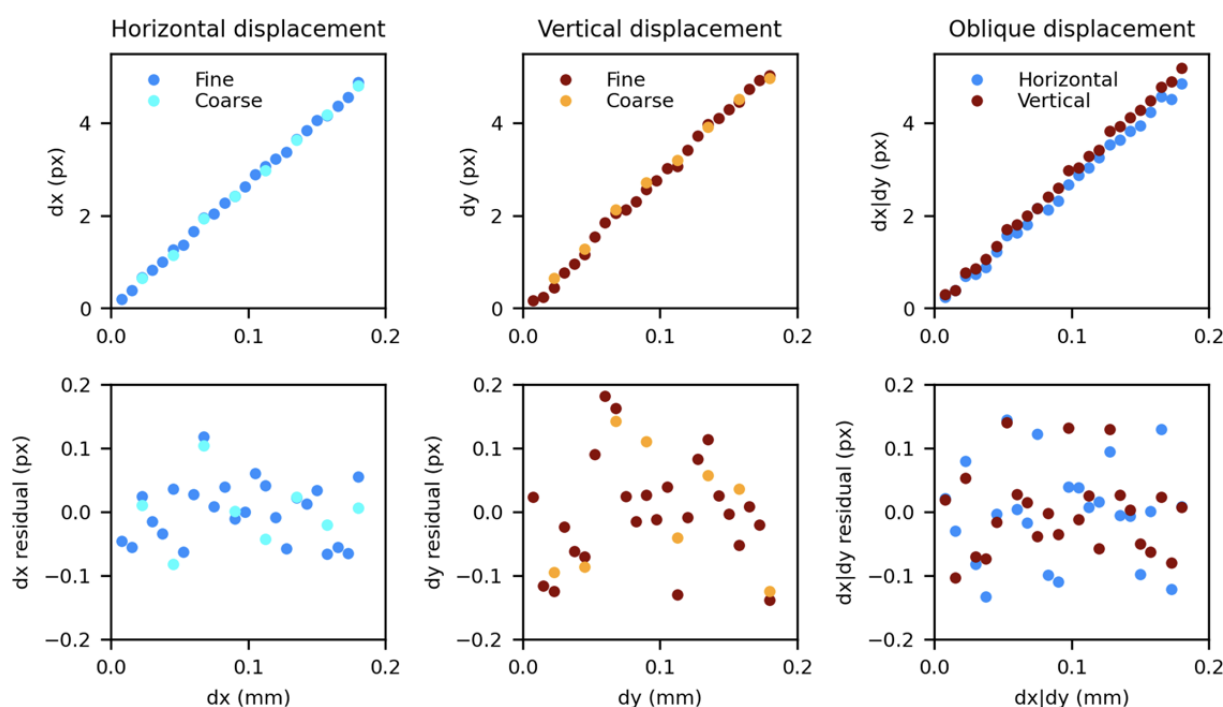 Horizontal displacement
Vertical displacement
Oblique displacement
Fine
Coarse
Fine
Coarse
Horizontal
Vertical
dx (px)
4
2
0
0.0
0.1
0.2
dy (px)
4
2
0
0.0
0.1
0.2
dx|dy (px)
4
2
0
0.0
0.1
0.2
dx residual (px)
0.2
0.1
0.0
−0.1
−0.2
0.0
0.1
0.2
dx (mm)
dy residual (px)
0.2
0.1
0.0
−0.1
−0.2
0.0
0.1
0.2
dy (mm)
dx|dy residual (px)
0.2
0.1
0.0
−0.1
−0.2
0.0
0.1
0.2
dx|dy (mm)